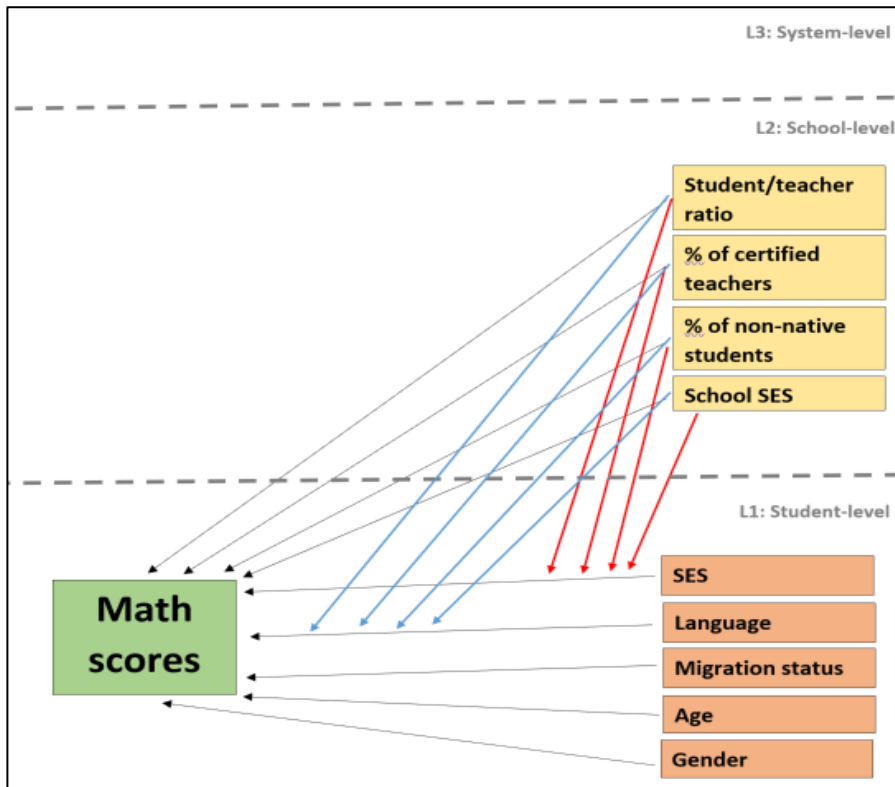 L3: System-level
L2: School-level
Student/teacher
ratio
% of certified
teachers
% of non-native
students
School SES
L1: Student-level
SES
Math
scores
Language
Migration status
Age
Gender